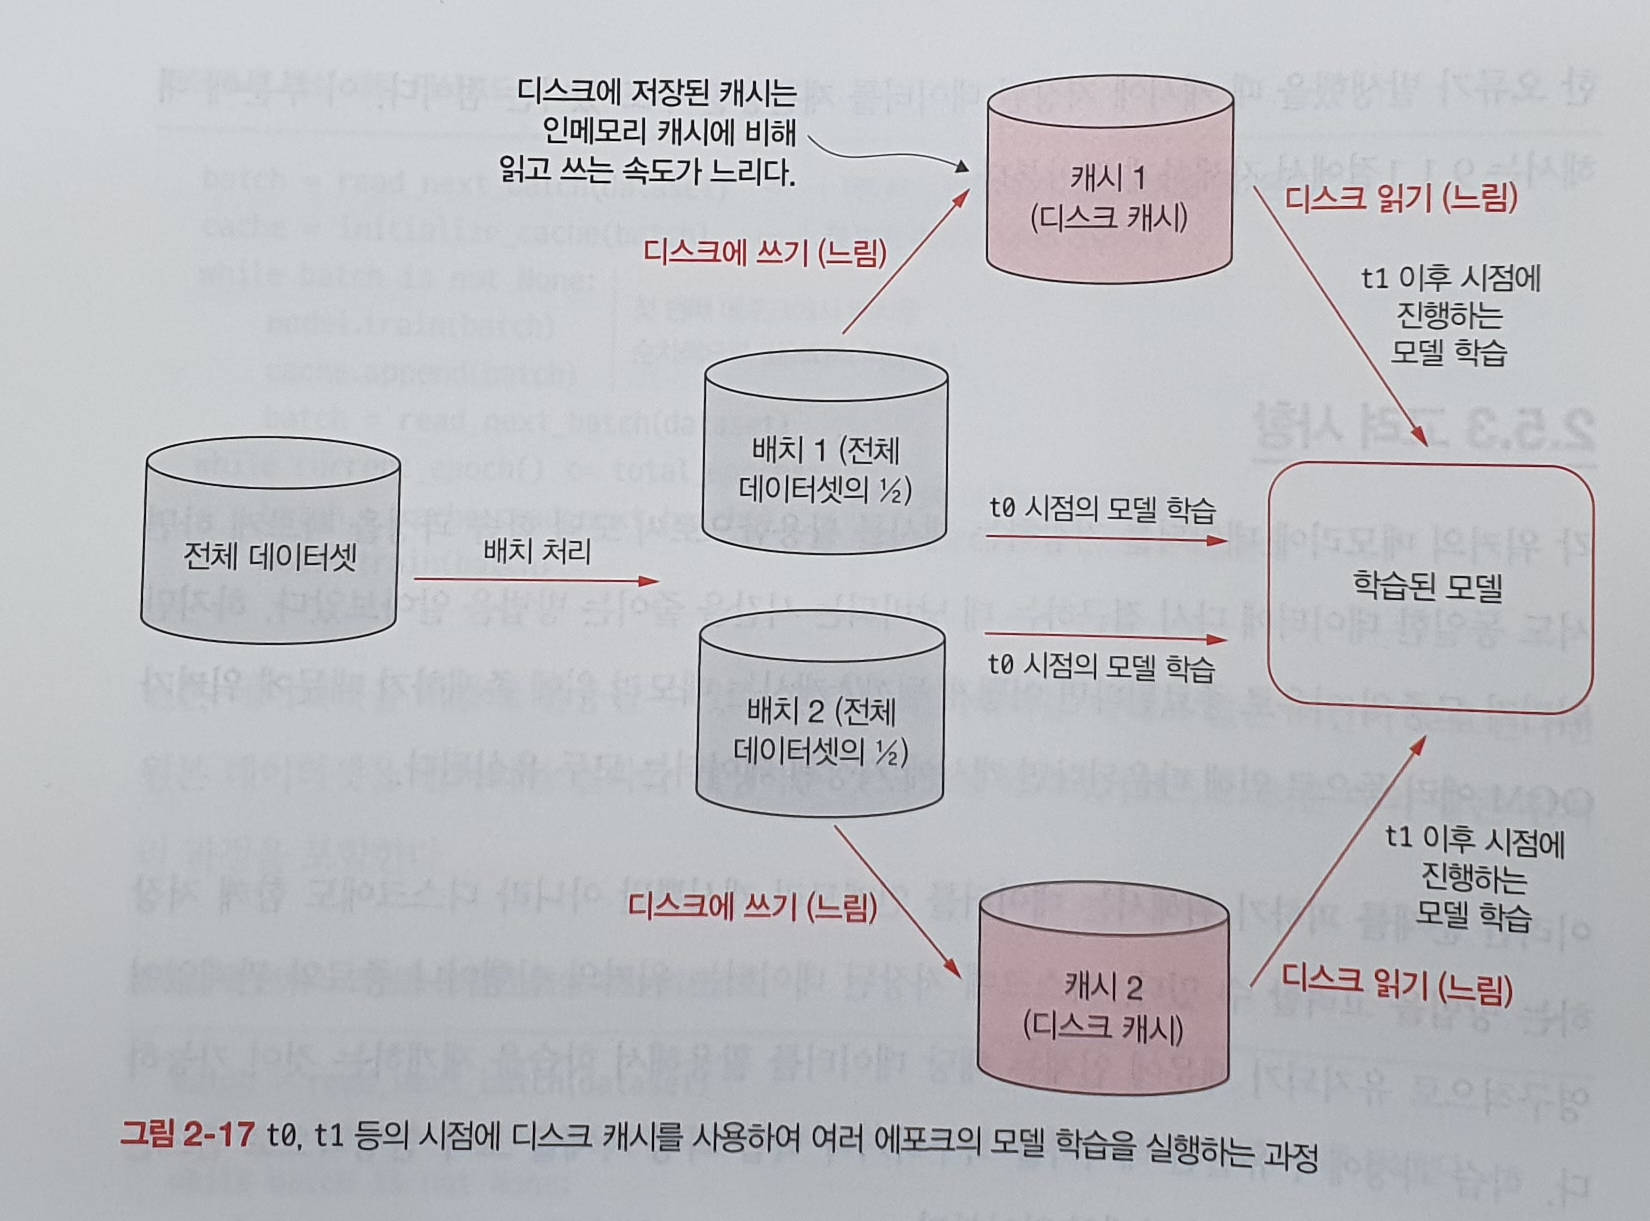 디스크에 저장된 캐시는
인메모리 캐시에 비해
읽고 쓰는 속도가 느리다.
캐시 1
(디스크 캐시)
디스크 읽기 (느림)
디스크에 쓰기 (느림)
t1 이후 시점에
진행하는
모델 학습
배치 1 (전체
데이터셋의 ½)
t0 시점의 모델 학습
전체 데이터셋
배치 처리
학습된 모델
t0 시점의 모델 학습
배치 2 (전체
데이터셋의 ½)
t1 이후 시점에
진행하는
모델 학습
디스크에 쓰기 (느림)
디스크 읽기 (느림)
캐시 2
(디스크 캐시)
그림 2-17 t0, t1 등의 시점에 디스크 캐시를 사용하여 여러 에포크의 모델 학습을 실행하는 과정